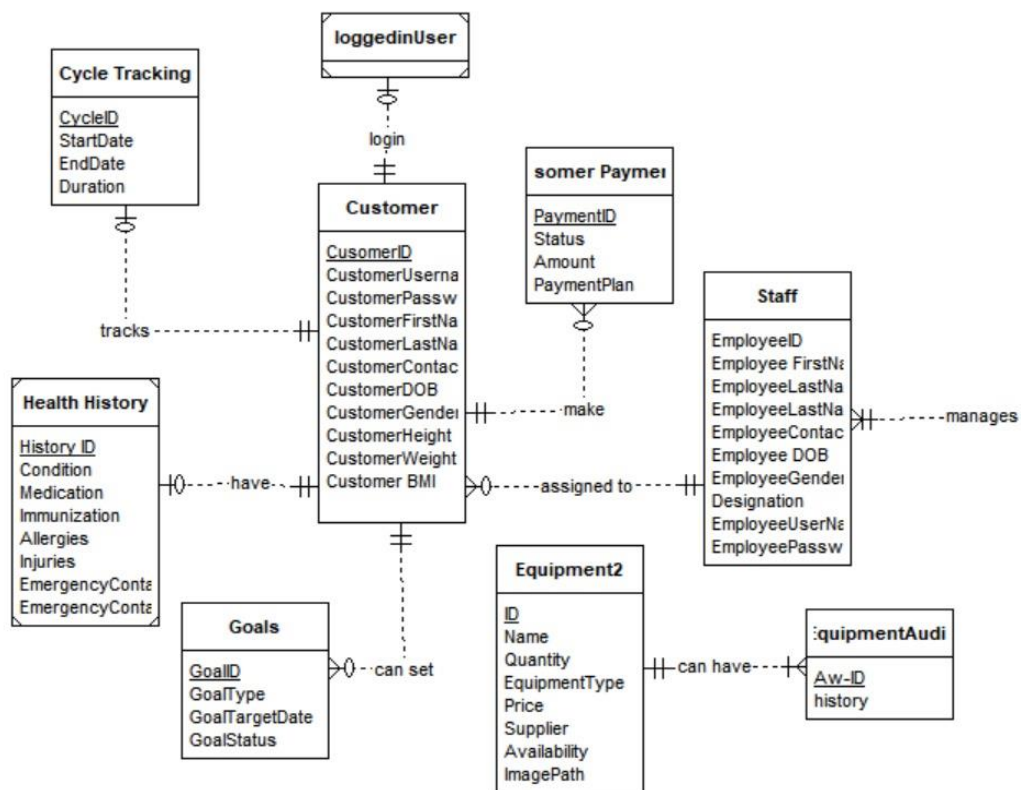 loggedinUser
Cycle Tracking
CycleID
StartDate
EndDate
Duration
login
somer Paymer
PaymentID
Status
Amount
PaymentPlan
Customer
CusomerID
CustomerUserna
CustomerPassw
CustomerFirstNa
CustomerLastNa
CustomerContac
CustomerDOB
CustomerGender
CustomerHeight
CustomerWeight
Customer BMI
Staff
EmployeeID
Employee FirstNa
EmployeeLastNa
EmployeeLastNa
EmployeeContac
Employee DOB
EmployeeGender
Designation
EmployeeUserNa
EmployeePassw
tracks
make
manages
Health History
History ID
Condition
Medication
Immunization
Allergies
Injuries
EmergencyConta
EmergencyConta
have
assigned to
Equipment2
ID
Name
Quantity
EquipmentType
Price
Supplier
Availability
ImagePath
Goals
GoalID
GoalType
GoalTargetDate
GoalStatus
can set
can have
EquipmentAudi
Aw-ID
history